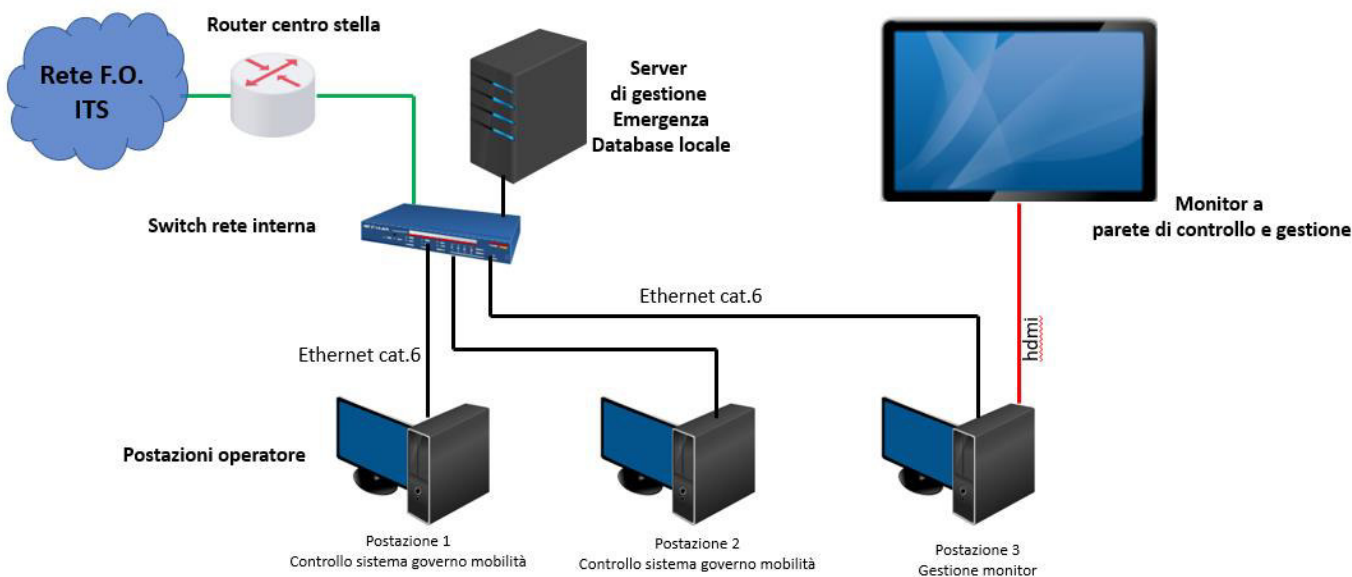 Router centro stella
Rete F.O.
ITS
Server
di gestione
Emergenza
Database locale
Switch rete interna
Monitor a
parete di controllo e gestione
Ethernet cat.6
hdmi
Ethernet cat.6
Postazioni operatore
Postazione 1
Controllo sistema governo mobilità
Postazione 2
Controllo sistema governo mobilità
Postazione 3
Gestione monitor